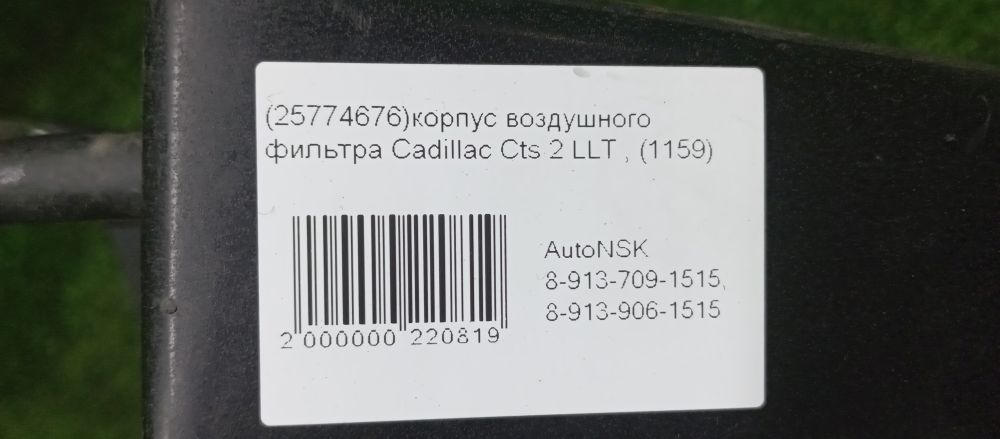 (25774676)корпус воздушного
фильтра Cadillac Cts 2 LLT , (1159)
AutoNSK
8-913-709-1515,
8-913-906-1515
2 000000 220819